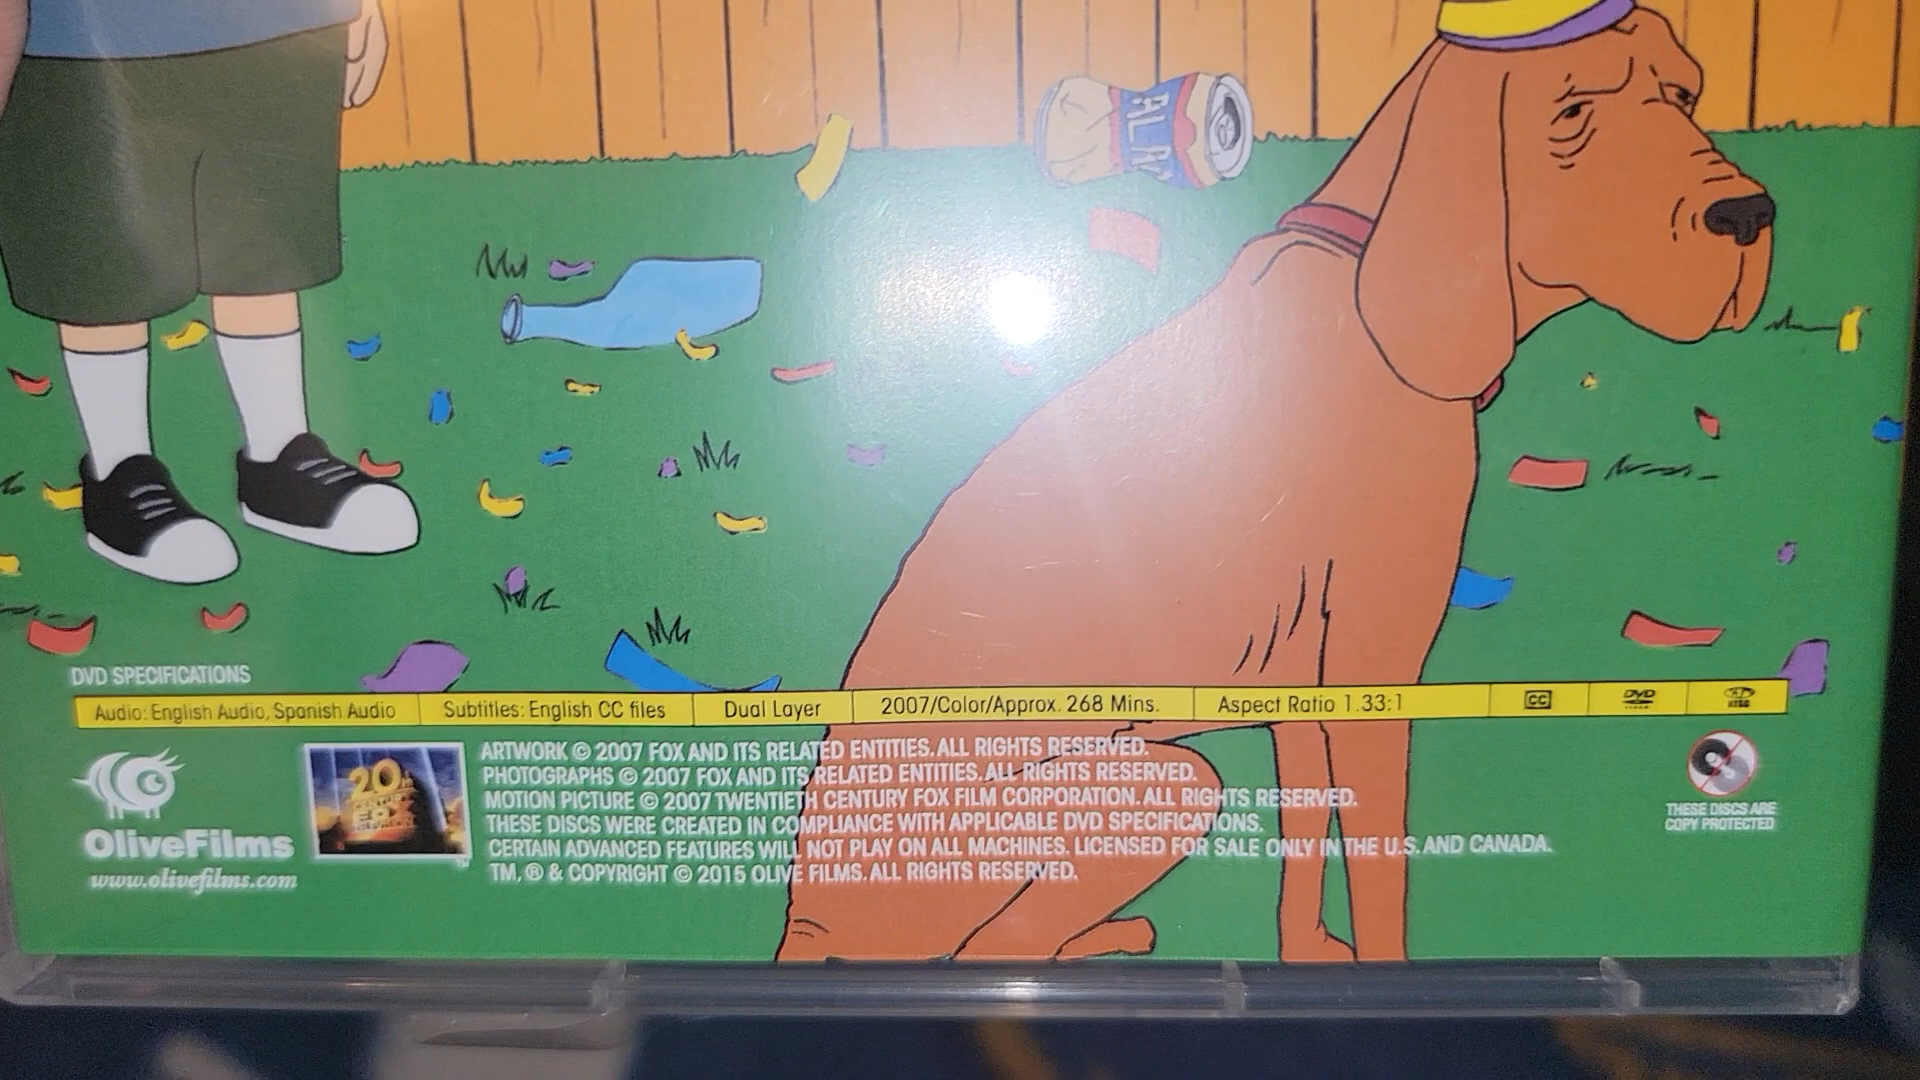 ALA
DVD SPECIFICATIONS
Audio: English Audio, Spanish Audio
Subtitles: English CC files
Dual Layer
2007/Color/Approx. 268 Mins.
Aspect Ratio 1.33:1
CC
DVD
OliveFilms
www.olivefilms.com
20th
CENTURY
FOX
TM
ARTWORK © 2007 FOX AND ITS RELATED ENTITIES. ALL RIGHTS RESERVED.
PHOTOGRAPHS © 2007 FOX AND ITS RELATED ENTITIES. ALL RIGHTS RESERVED.
MOTION PICTURE © 2007 TWENTIETH CENTURY FOX FILM CORPORATION. ALL RIGHTS RESERVED.
THESE DISCS WERE CREATED IN COMPLIANCE WITH APPLICABLE DVD SPECIFICATIONS.
CERTAIN ADVANCED FEATURES WILL NOT PLAY ON ALL MACHINES. LICENSED FOR SALE ONLY IN THE U.S. AND CANADA.
TM, ® & COPYRIGHT © 2015 OLIVE FILMS. ALL RIGHTS RESERVED.
THESE DISCS ARE
COPY PROTECTED